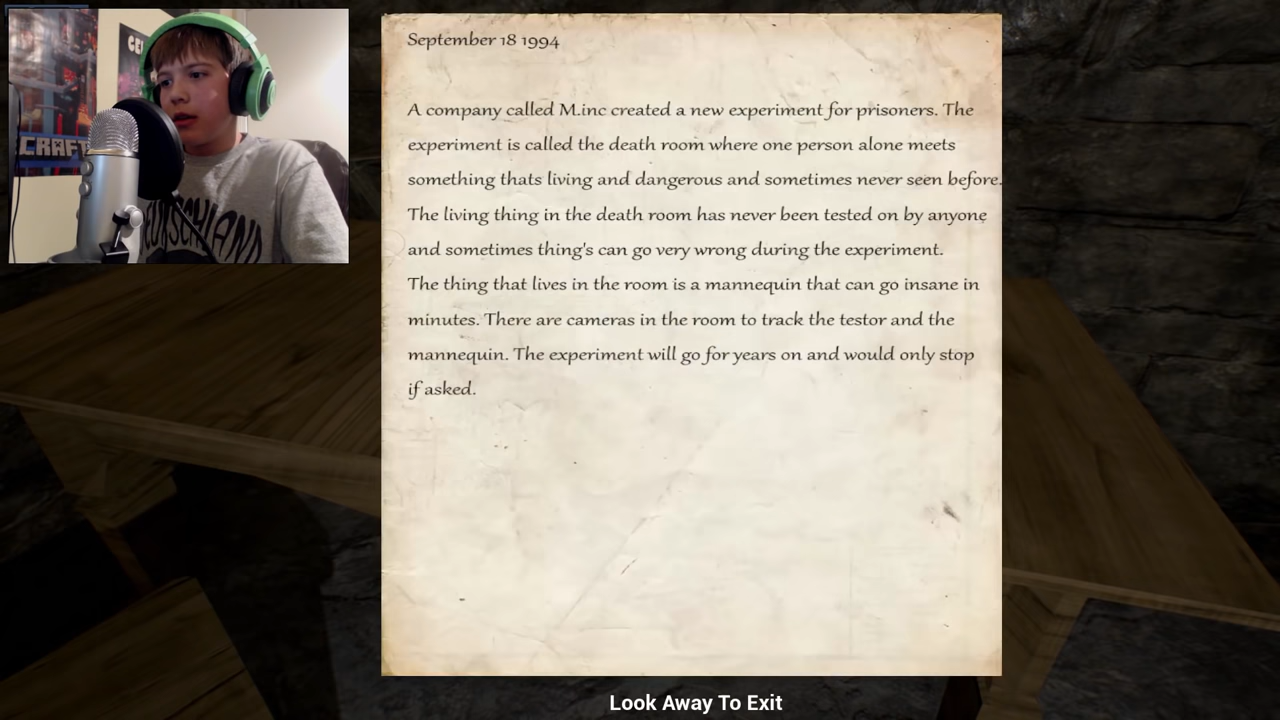 September 18 1994
A company called M.inc created a new experiment for prisoners. The
experiment is called the death room where one person alone meets
something thats living and dangerous and sometimes never seen before.
The living thing in the death room has never been tested on by anyone
and sometimes thing's can go very wrong during the experiment.
The thing that lives in the room is a mannequin that can go insane in
minutes. There are cameras in the room to track the testor and the
mannequin. The experiment will go for years on and would only stop
if asked.
Look Away To Exit
CRAFT
DEUTSCHLAND